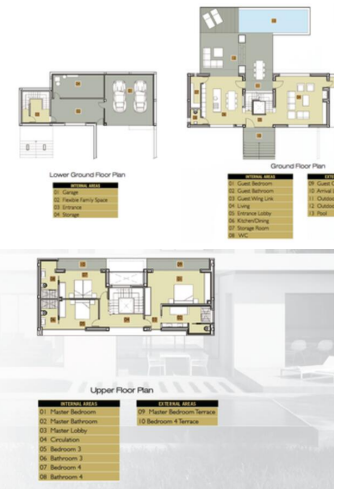 Lower Ground Floor Plan
INTERNAL AREAS
01 Garage
02 Flexible Family Space
03 Entrance
04 Storage
Ground Floor Plan
INTERNAL AREAS
01 Guest Bedroom
02 Guest Bathroom
03 Guest Wing Link
04 Living
05 Entrance Lobby
06 Kitchen/Dining
07 Storage Room
08 WC
EXT
09 Guest
10 Arrival
11 Outdoo
12 Outdoo
13 Pool
Upper Floor Plan
INTERNAL AREAS
01 Master Bedroom
02 Master Bathroom
03 Master Lobby
04 Circulation
05 Bedroom 3
06 Bathroom 3
07 Bedroom 4
08 Bathroom 4
EXTERNAL AREAS
09 Master Bedroom Terrace
10 Bedroom 4 Terrace